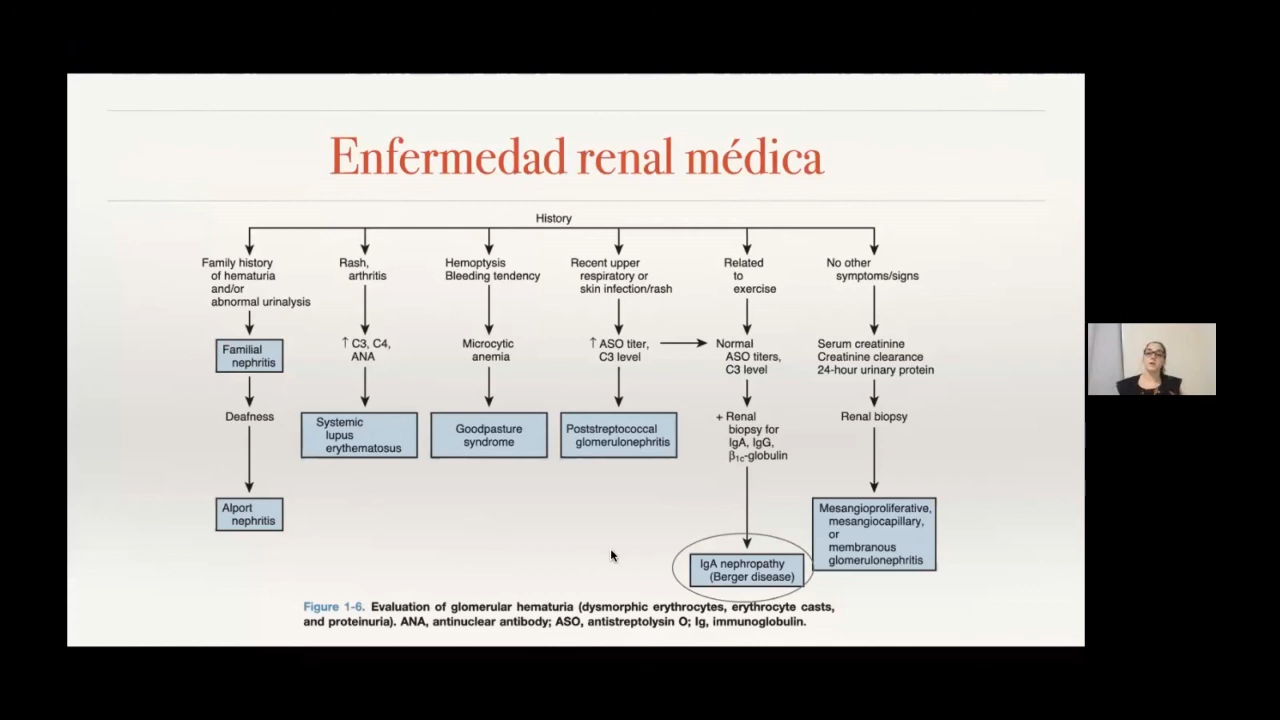 Enfermedad renal médica
History
Family history
of hematuria
and/or
abnormal urinalysis
Familial
nephritis
Deafness
Alport
nephritis
Rash,
arthritis
↑ C3, C4,
ANA
Systemic
lupus
erythematosus
Hemoptysis
Bleeding tendency
Microcytic
anemia
Goodpasture
syndrome
Recent upper
respiratory or
skin infection/rash
↑ ASO titer,
C3 level
Poststreptococcal
glomerulonephritis
Related
to
exercise
Normal
ASO titers,
C3 level
+ Renal
biopsy for
IgA, IgG,
β1c-globulin
IgA nephropathy
(Berger disease)
No other
symptoms/signs
Serum creatinine
Creatinine clearance
24-hour urinary protein
Renal biopsy
Mesangioproliferative,
mesangiocapillary,
or
membranous
glomerulonephritis
Figure 1-6. Evaluation of glomerular hematuria (dysmorphic erythrocytes, erythrocyte casts,
and proteinuria). ANA, antinuclear antibody; ASO, antistreptolysin O; Ig, immunoglobulin.